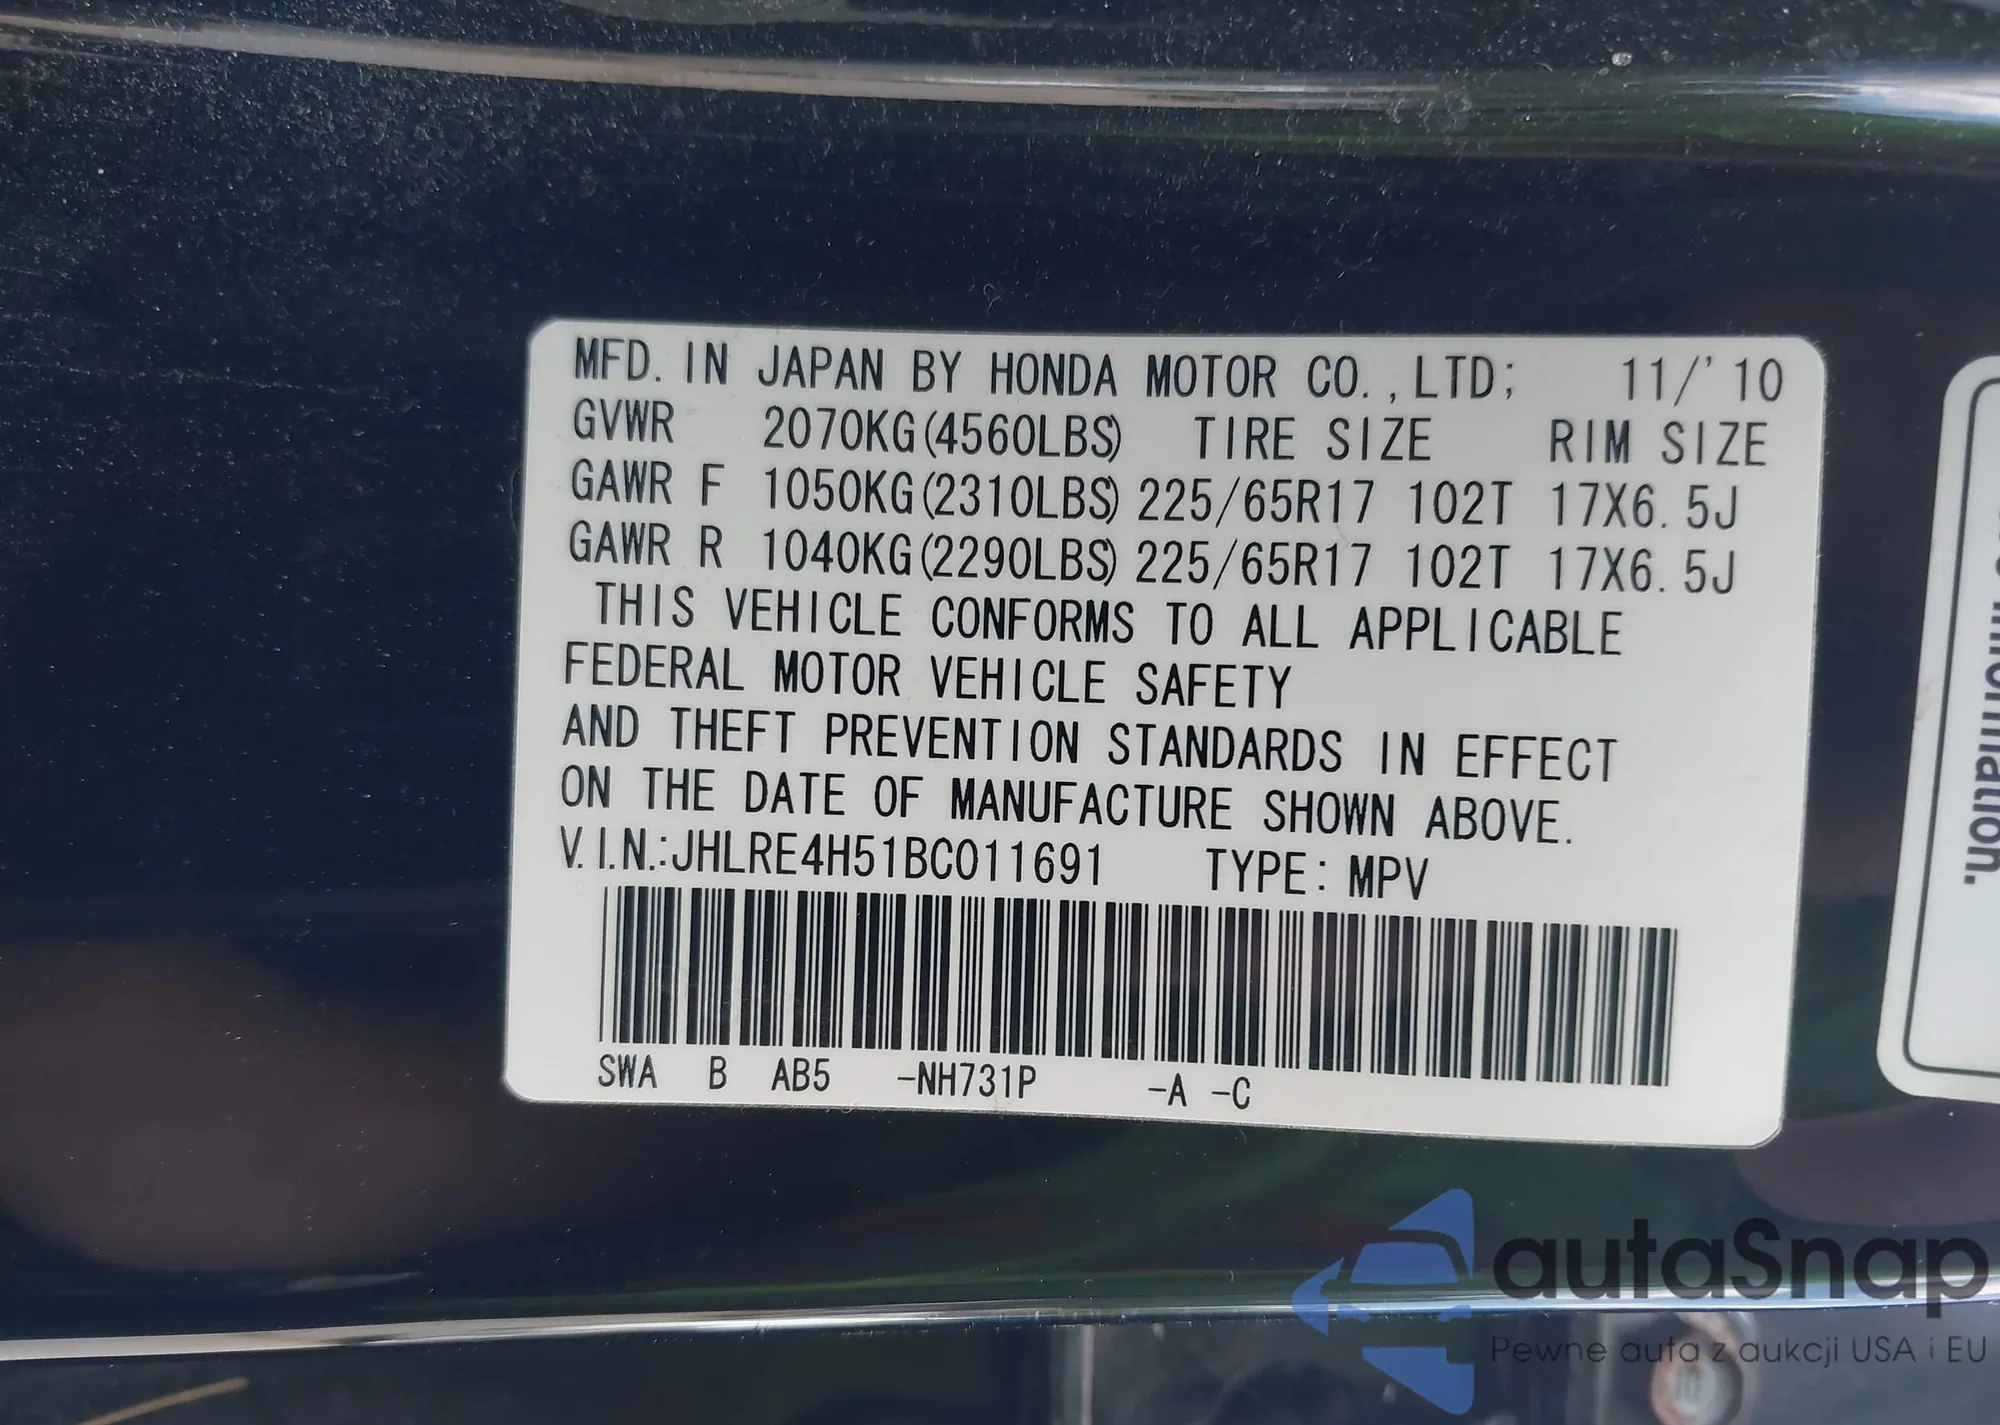 MFD. IN JAPAN BY HONDA MOTOR CO.,LTD; 11/'10
GVWR 2070KG(4560LBS) TIRE SIZE RIM SIZE
GAWR F 1050KG(2310LBS) 225/65R17 102T 17X6.5J
GAWR R 1040KG(2290LBS) 225/65R17 102T 17X6.5J
THIS VEHICLE CONFORMS TO ALL APPLICABLE
FEDERAL MOTOR VEHICLE SAFETY
AND THEFT PREVENTION STANDARDS IN EFFECT
ON THE DATE OF MANUFACTURE SHOWN ABOVE.
V.I.N.:JHLRE4H51BC011691 TYPE: MPV
SWA B AB5 -NH731P -A -C
information.
autaSnap
Pewne auta z aukcji USA i EU